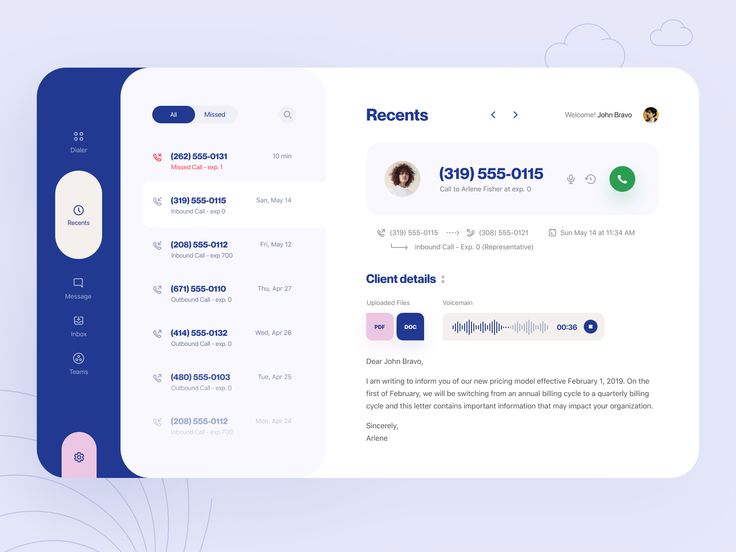 Dialer
Recents
Message
Inbox
Teams
All
Missed
(262) 555-0131
10 min
Missed Call - exp. 1
(319) 555-0115
San, May 14
Inbound Call - exp 0
(208) 555-0112
Fri, May 12
Inbound Call - exp 700
(671) 555-0110
Thu, Apr 27
Outbound Call - exp. 0
(414) 555-0132
Wed, Apr 26
Outbound Call - exp. 0
(480) 555-0103
Tue, Apr 25
Outbound Call - exp. 0
(208) 555-0112
Mon, Apr 24
Inbound Call - exp 700
Recents
Welcome! John Bravo
(319) 555-0115
Call to Arlene Fisher at exp. 0
(319) 555-0115
(308) 555-0121
Sun May 14 at 11:34 AM
Inbound Call - Exp. 0 (Representative)
Client details
Uploaded Files
Voicemain
PDF
DOC
00:36
Dear John Bravo,
I am writing to inform you of our new pricing model effective February 1, 2019. On the
first of February, we will be switching from an annual billing cycle to a quarterly billing
cycle and this letter contains important information that may impact your organization.
Sincerely,
Arlene